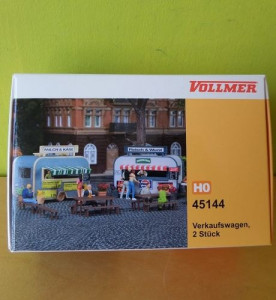 VOLLMER
H0
45144
Verkaufswagen,
2 Stück